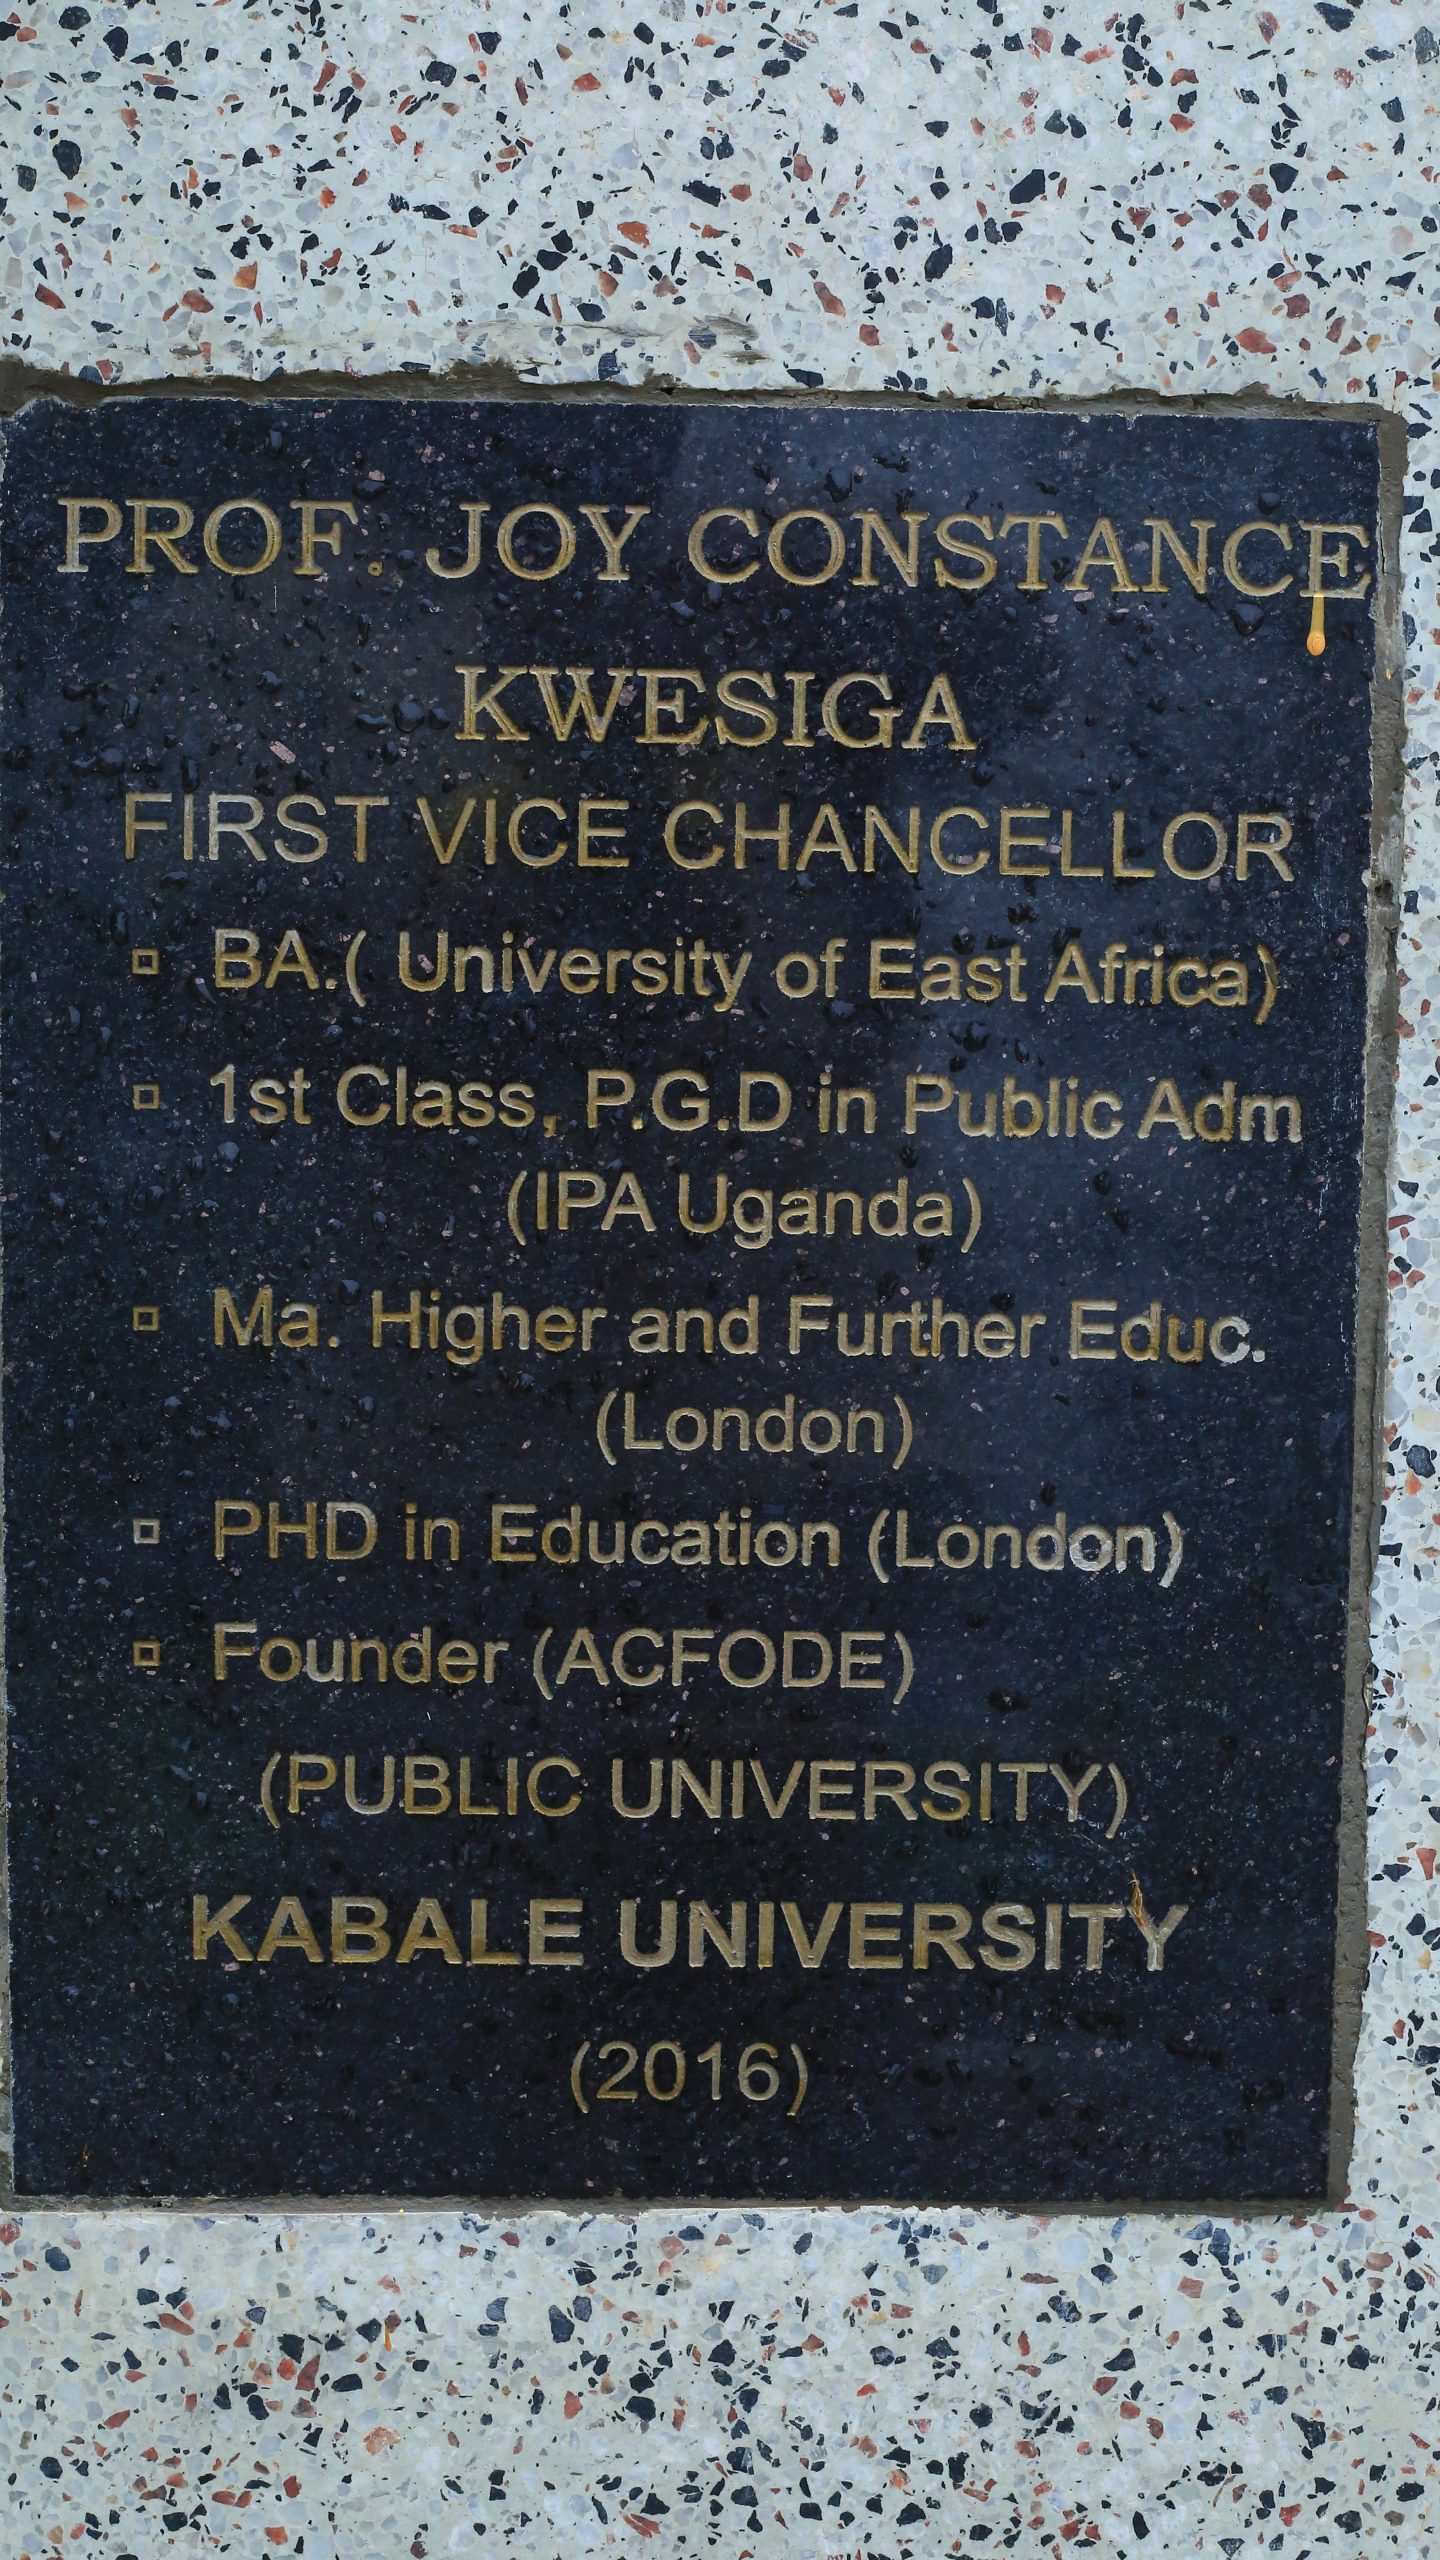 PROF. JOY CONSTANCE
KWESIGA
FIRST VICE CHANCELLOR
▫ BA.( University of East Africa)
▫ 1st Class, P.G.D in Public Adm
(IPA Uganda)
▫ Ma. Higher and Further Educ.
(London)
▫ PHD in Education (London)
▫ Founder (ACFODE)
(PUBLIC UNIVERSITY)
KABALE UNIVERSITY
(2016)